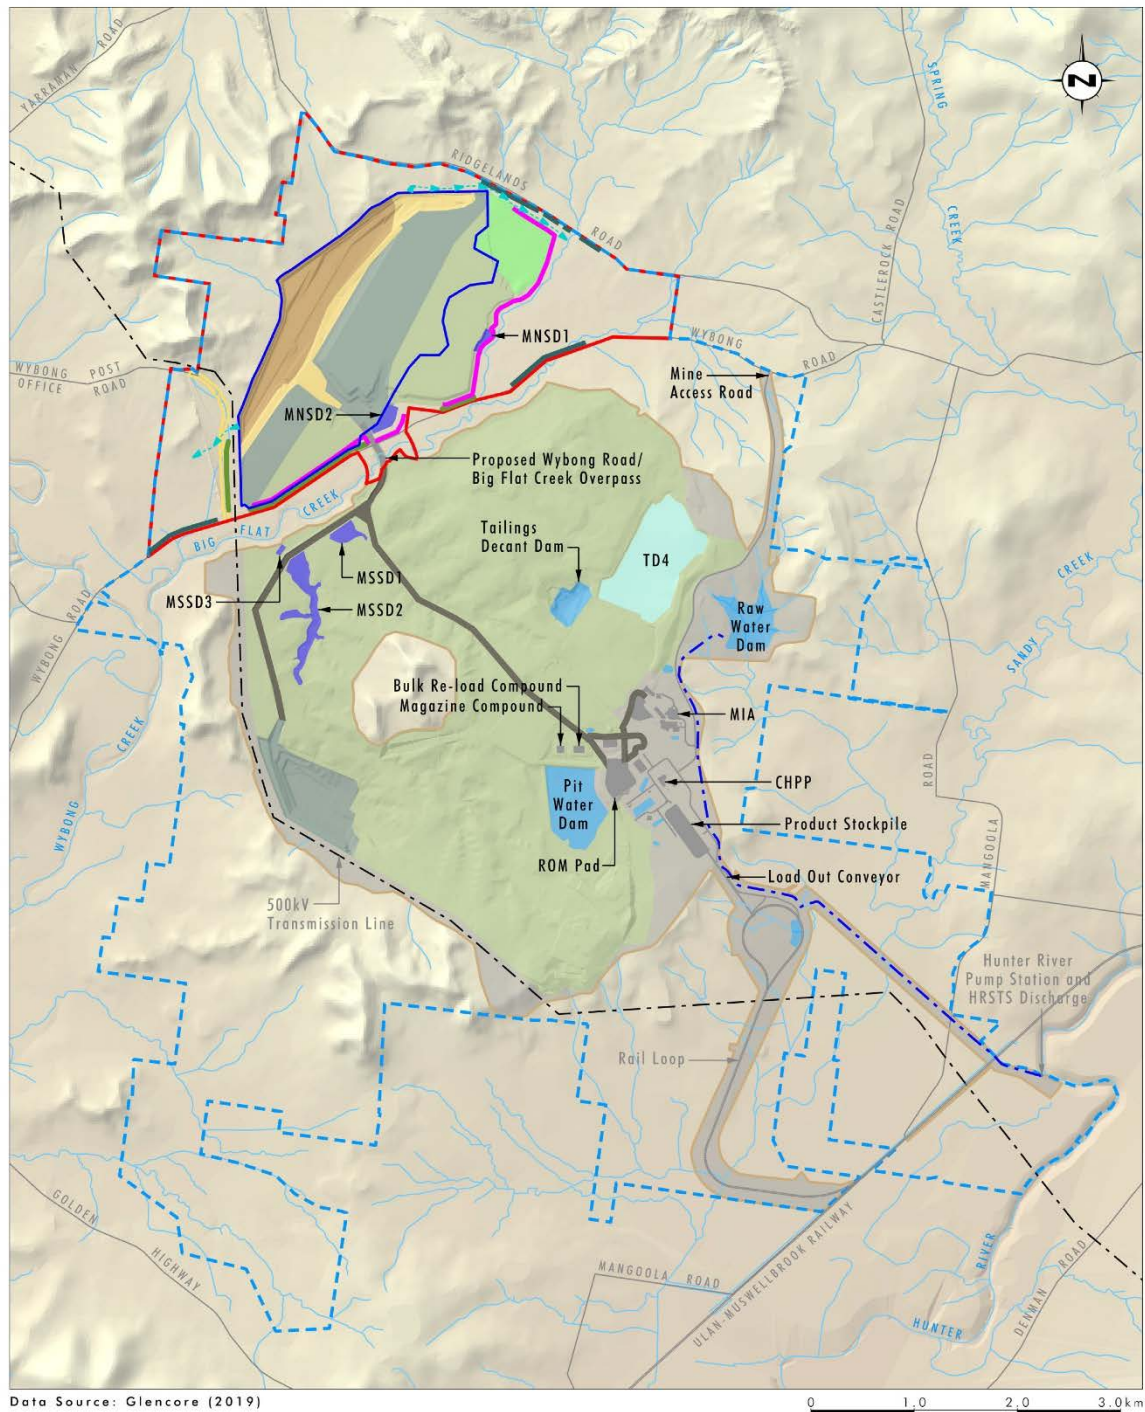 YARRAMAN ROAD
SPRING
CREEK
N
RIDGELANDS
ROAD
CASTLEROCK ROAD
WYBONG
ROAD
MNSD1
Mine
Access Road
WYBONG POST
OFFICE ROAD
MNSD2
Proposed Wybong Road/
Big Flat Creek Overpass
BIG FLAT CREEK
Tailings
Decant Dam
TD4
MSSD1
MSSD3
MSSD2
Raw
Water
Dam
SANDY CREEK
WYBONG ROAD
WYBONG CREEK
Bulk Re-load Compound
Magazine Compound
MIA
CHPP
Pit
Water
Dam
Product Stockpile
ROM Pad
Load Out Conveyor
MANGOOLA ROAD
500kV
Transmission Line
Hunter River
Pump Station and
HRSTS Discharge
Rail Loop
GOLDEN
HIGHWAY
MANGOOLA ROAD
ULAN-MUSWELLBROOK RAILWAY
HUNTER RIVER
DENMAN ROAD
Data Source: Glencore (2019)
0 1.0 2.0 3.0km